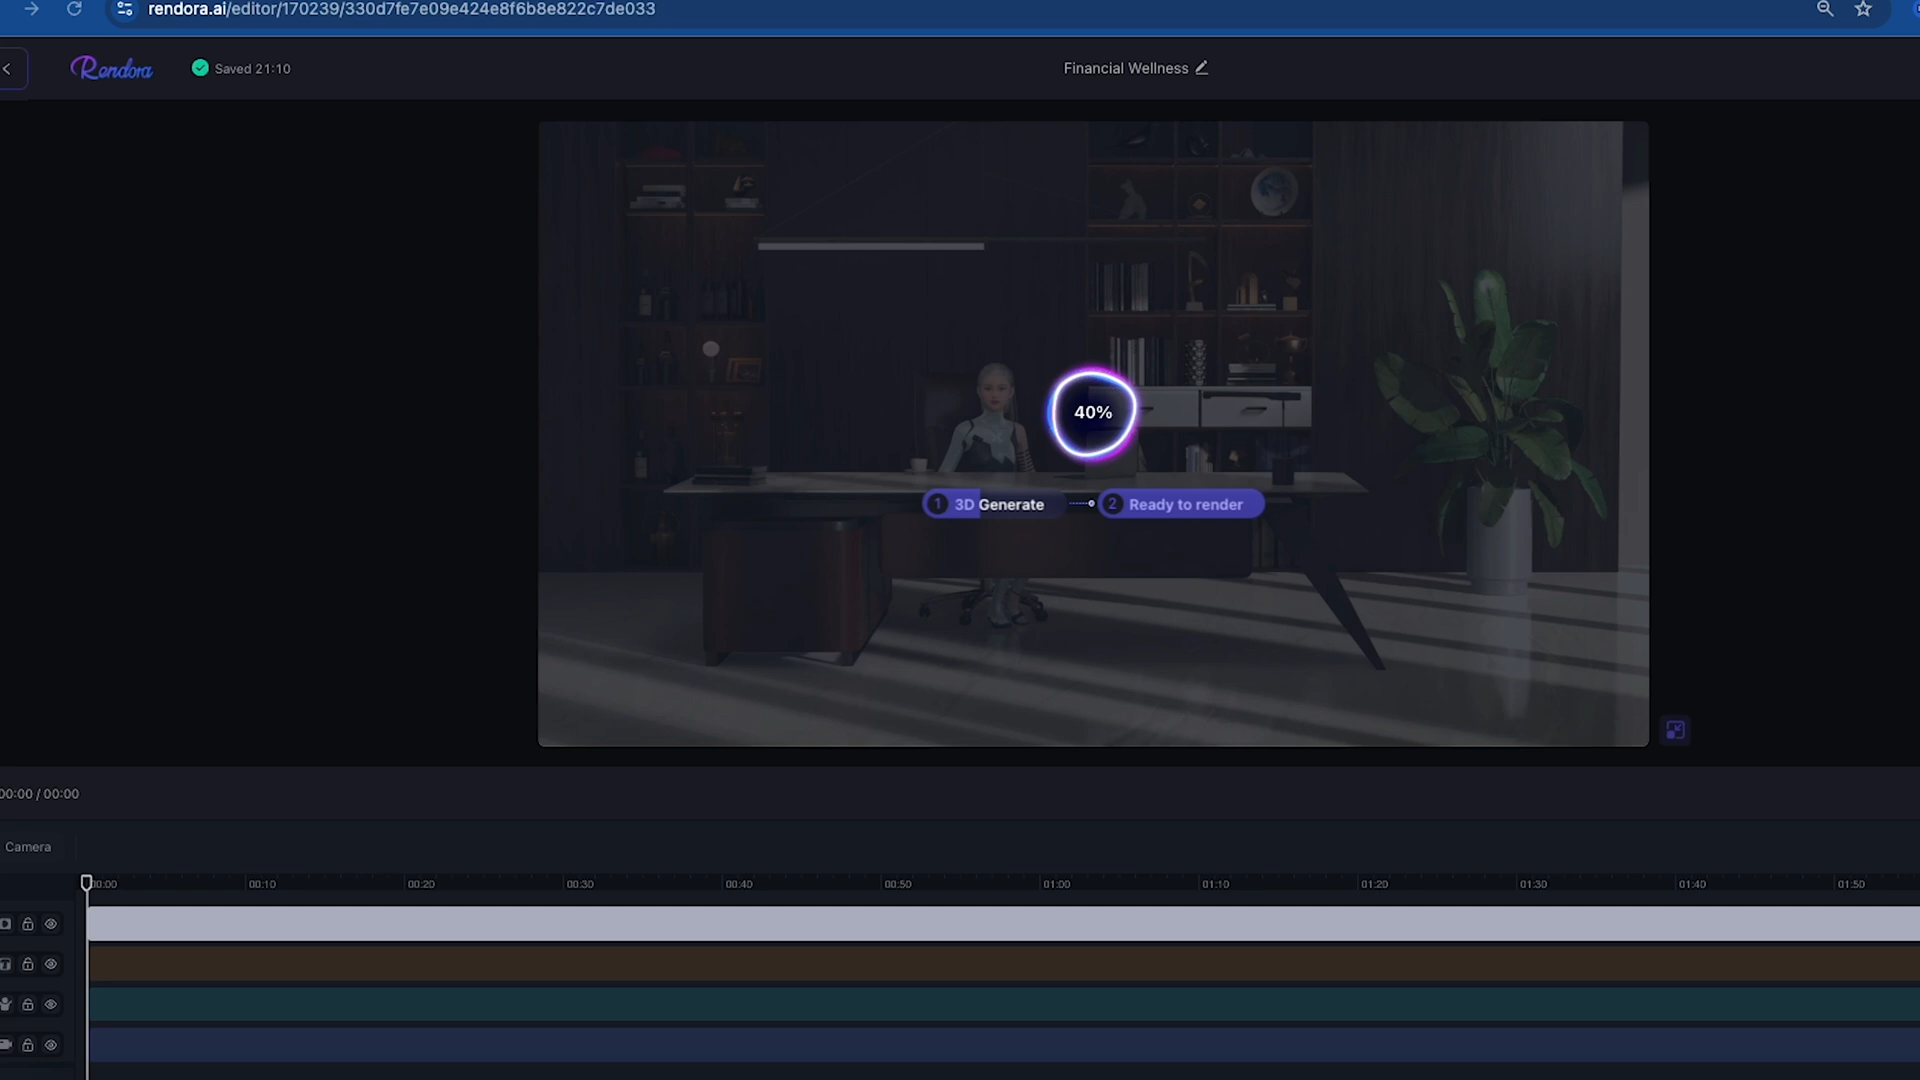 rendora.ai/editor/170239/330d7fe7e09e424e8f6b8e822c7de033
Rendora
Saved 21:10
Financial Wellness
40%
1 3D Generate
2 Ready to render
00:00 / 00:00
Camera
00:00 00:10 00:20 00:30 00:40 00:50 01:00 01:10 01:20 01:30 01:40 01:50